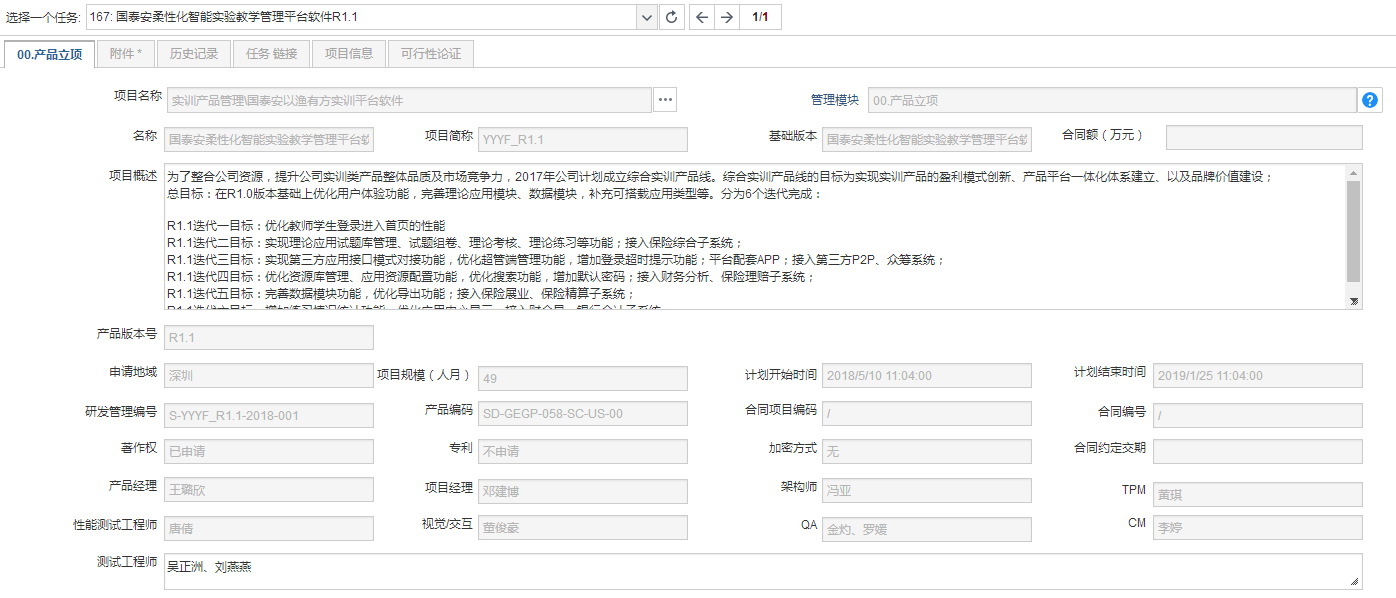 选择一个任务: 167: 国泰安柔性化智能实验教学管理平台软件R1.1 1/1
00.产品立项 附件 * 历史记录 任务 链接 项目信息 可行性论证
项目名称 实训产品管理\国泰安以渔有方实训平台软件 ... 管理模块 00.产品立项 ?
名称 国泰安柔性化智能实验教学管理平台软 项目简称 YYYF_R1.1 基础版本 国泰安柔性化智能实验教学管理平台软 合同额（万元）
项目概述 为了整合公司资源，提升公司实训类产品整体品质及市场竞争力，2017年公司计划成立综合实训产品线。综合实训产品线的目标为实现实训产品的盈利模式创新、产品平台一体化体系建立、以及品牌价值建设；
总目标：在R1.0版本基础上优化用户体验功能，完善理论应用模块、数据模块，补充可搭载应用类型等。分为6个迭代完成：
R1.1迭代一目标：优化教师学生登录进入首页的性能
R1.1迭代二目标：实现理论应用试题库管理、试题组卷、理论考核、理论练习等功能；接入保险综合子系统；
R1.1迭代三目标：实现第三方应用接口模式对接功能，优化超管端管理功能，增加登录超时提示功能；平台配套APP；接入第三方P2P、众筹系统；
R1.1迭代四目标：优化资源库管理、应用资源配置功能，优化搜索功能，增加默认密码；接入财务分析、保险理赔子系统；
R1.1迭代五目标：完善数据模块功能，优化导出功能；接入保险展业、保险精算子系统；
产品版本号 R1.1
申请地域 深圳 项目规模（人月） 49 计划开始时间 2018/5/10 11:04:00 计划结束时间 2019/1/25 11:04:00
研发管理编号 S-YYYF_R1.1-2018-001 产品编码 SD-GEGP-058-SC-US-00 合同项目编码 / 合同编号 /
著作权 已申请 专利 不申请 加密方式 无 合同约定交期
产品经理 王璐欣 项目经理 邓建博 架构师 冯亚 TPM 黄琪
性能测试工程师 唐倩 视觉/交互 董俊豪 QA 金灼、罗媛 CM 李婷
测试工程师 吴正洲、刘燕燕